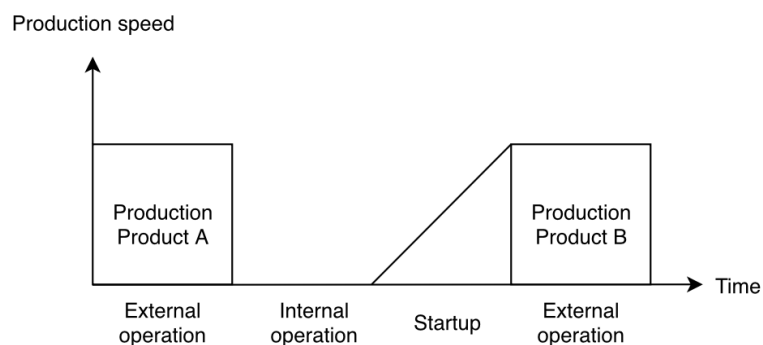 Production speed
Production
Product A
Production
Product B
Time
External
operation
Internal
operation
Startup
External
operation